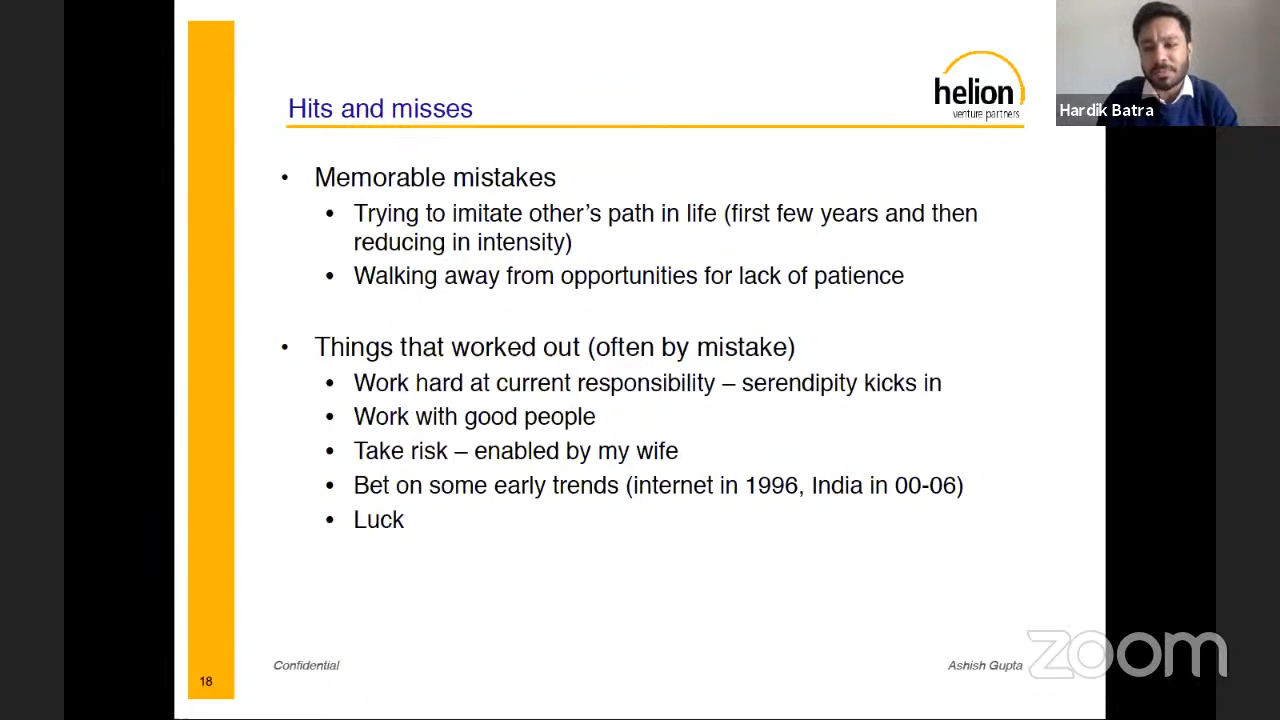 helion
venture partners
Hits and misses
Hardik Batra
• Memorable mistakes
• Trying to imitate other's path in life (first few years and then
reducing in intensity)
• Walking away from opportunities for lack of patience
• Things that worked out (often by mistake)
• Work hard at current responsibility – serendipity kicks in
• Work with good people
• Take risk – enabled by my wife
• Bet on some early trends (internet in 1996, India in 00-06)
• Luck
Confidential
Ashish Gupta
zoom
18